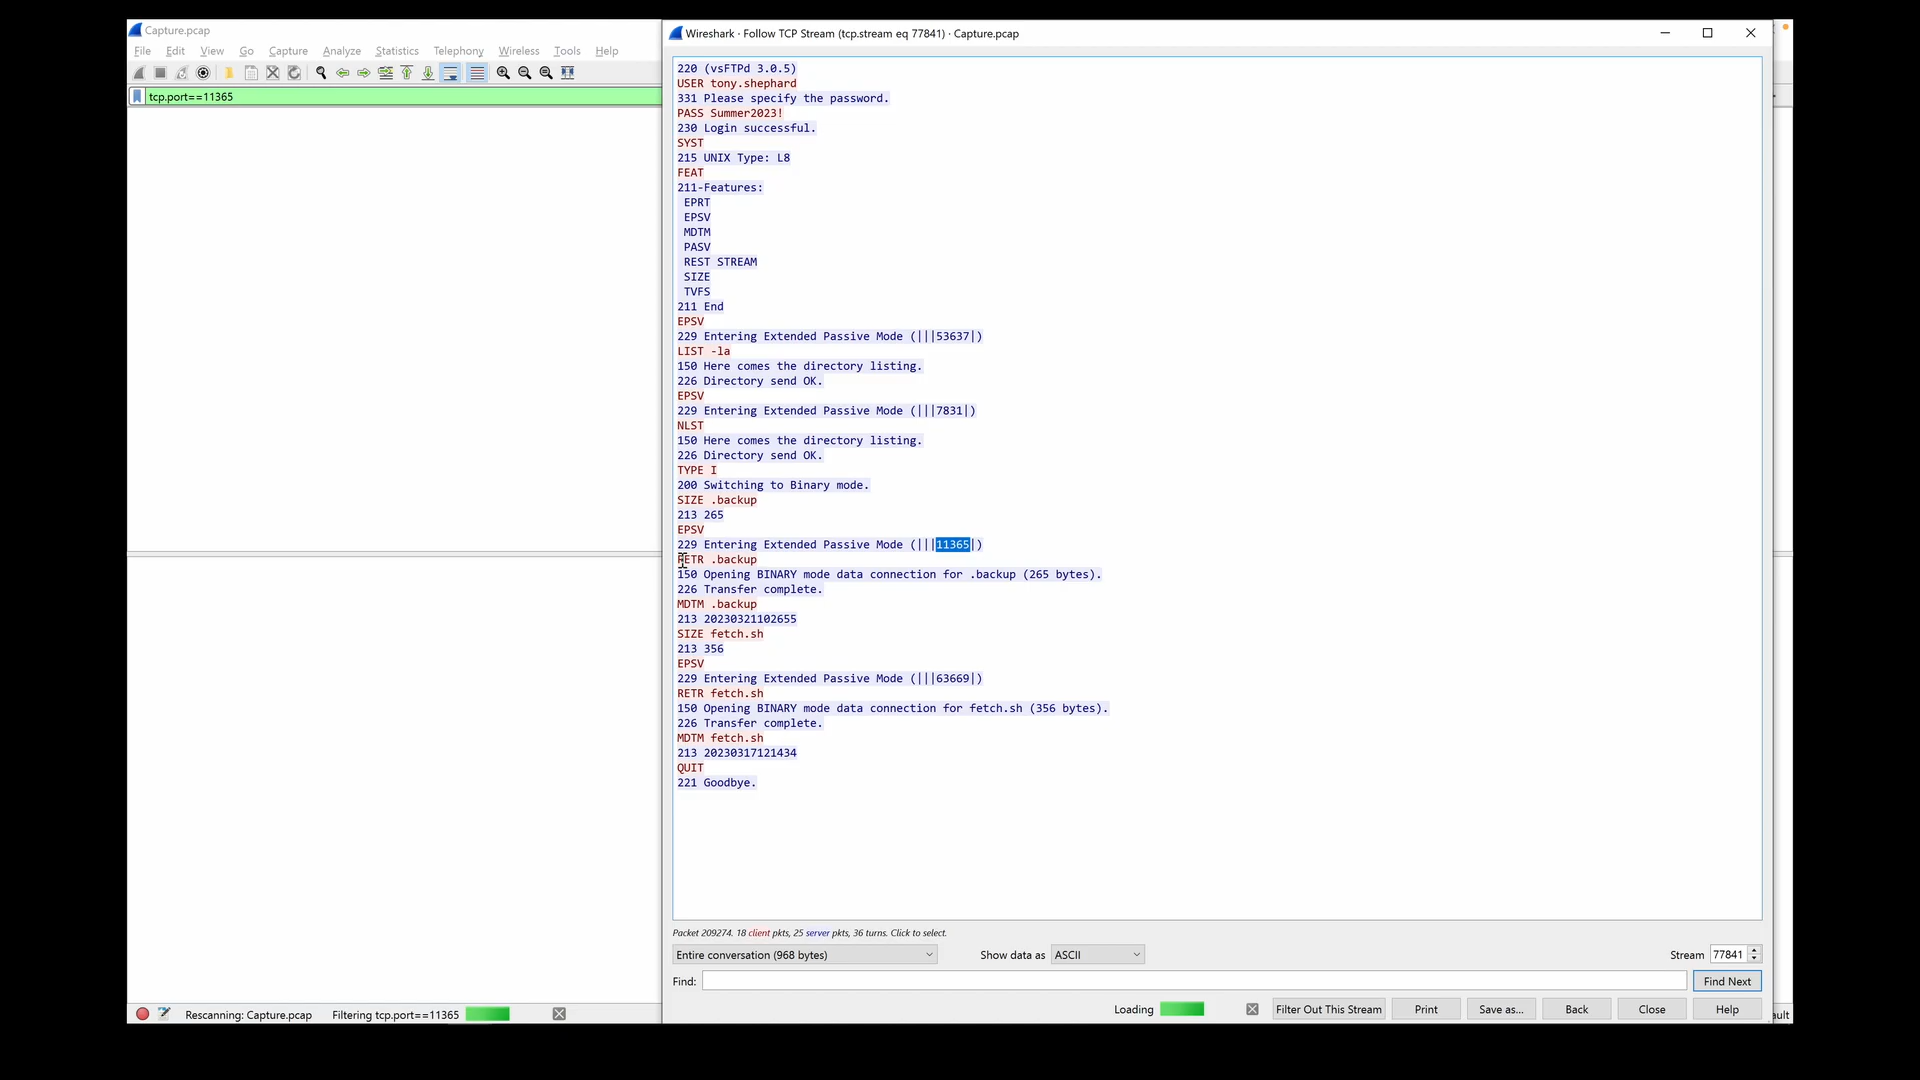 Capture.pcap
File Edit View Go Capture Analyze Statistics Telephony Wireless Tools Help
tcp.port==11365
Wireshark · Follow TCP Stream (tcp.stream eq 77841) · Capture.pcap
220 (vsFTPd 3.0.5)
USER tony.shephard
331 Please specify the password.
PASS Summer2023!
230 Login successful.
SYST
215 UNIX Type: L8
FEAT
211-Features:
EPRT
EPSV
MDTM
PASV
REST STREAM
SIZE
TVFS
211 End
EPSV
229 Entering Extended Passive Mode (|||53637|)
LIST -la
150 Here comes the directory listing.
226 Directory send OK.
EPSV
229 Entering Extended Passive Mode (|||7831|)
NLST
150 Here comes the directory listing.
226 Directory send OK.
TYPE I
200 Switching to Binary mode.
SIZE .backup
213 265
EPSV
229 Entering Extended Passive Mode (|||11365|)
RETR .backup
150 Opening BINARY mode data connection for .backup (265 bytes).
226 Transfer complete.
MDTM .backup
213 20230321102655
SIZE fetch.sh
213 356
EPSV
229 Entering Extended Passive Mode (|||63669|)
RETR fetch.sh
150 Opening BINARY mode data connection for fetch.sh (356 bytes).
226 Transfer complete.
MDTM fetch.sh
213 20230317121434
QUIT
221 Goodbye.
Packet 209274. 18 client pkts, 25 server pkts, 36 turns. Click to select.
Entire conversation (968 bytes) Show data as ASCII Stream 77841
Find: Find Next
Loading Filter Out This Stream Print Save as... Back Close Help
Rescanning: Capture.pcap Filtering tcp.port==11365
ault